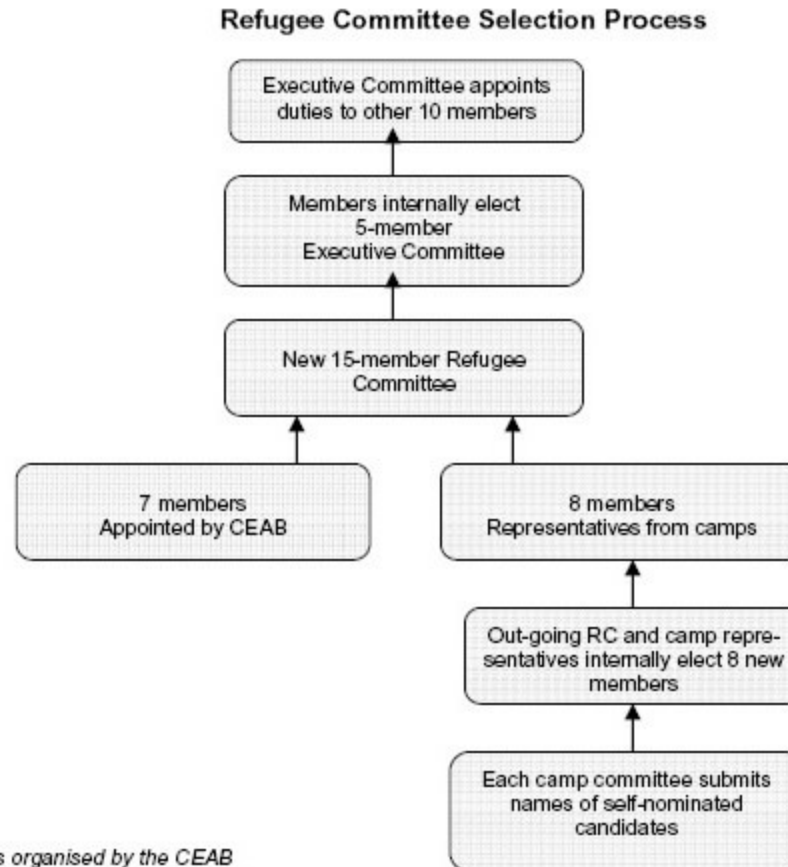 Refugee Committee Selection Process
Executive Committee appoints
duties to other 10 members
Members internally elect
5-member
Executive Committee
New 15-member Refugee
Committee
7 members
Appointed by CEAB
8 members
Representatives from camps
Out-going RC and camp repre-
sentatives internally elect 8 new
members
Each camp committee submits
names of self-nominated
candidates
s organised by the CEAB